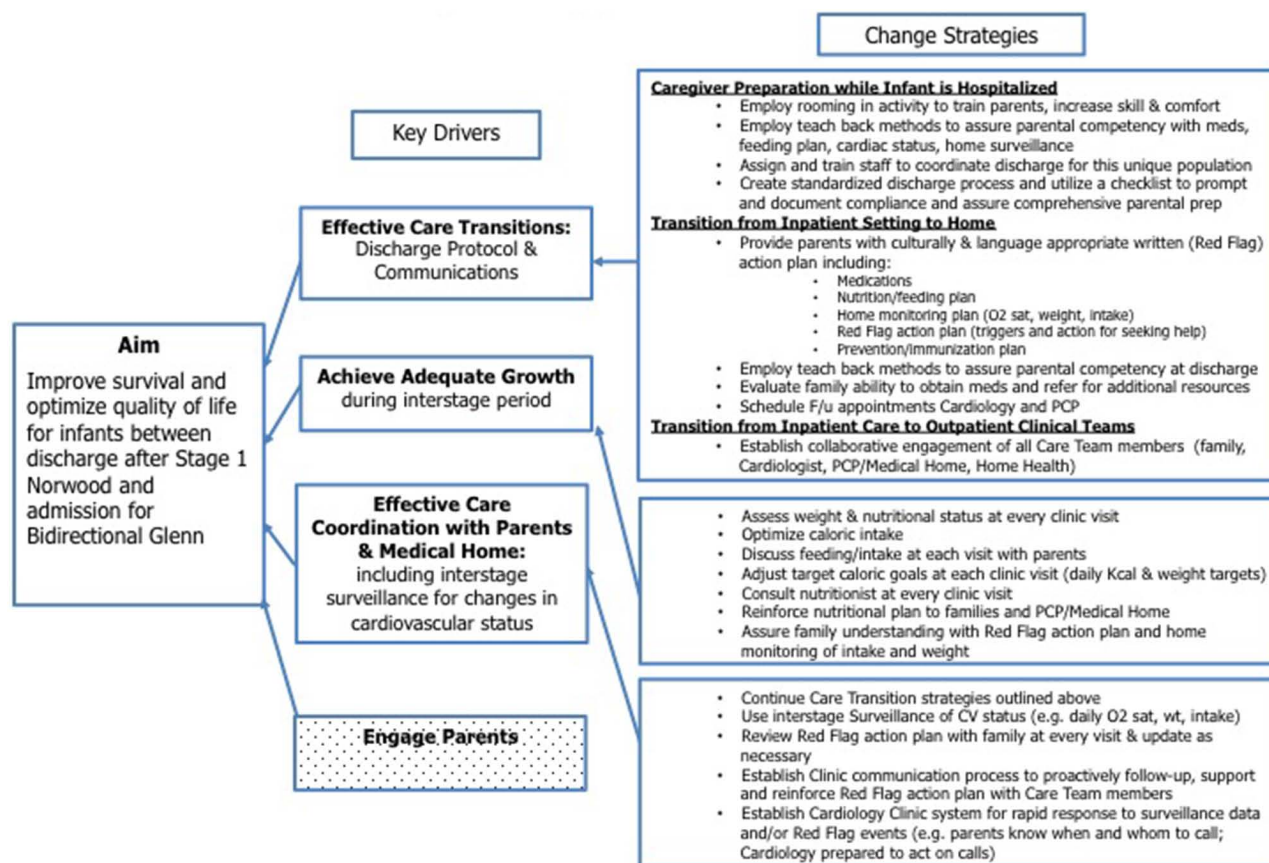 Change Strategies
Key Drivers
Aim
Improve survival and
optimize quality of life
for infants between
discharge after Stage 1
Norwood and
admission for
Bidirectional Glenn
Effective Care Transitions:
Discharge Protocol &
Communications
Achieve Adequate Growth
during interstage period
Effective Care
Coordination with Parents
& Medical Home:
including interstage
surveillance for changes in
cardiovascular status
Engage Parents
Caregiver Preparation while Infant is Hospitalized
• Employ rooming in activity to train parents, increase skill & comfort
• Employ teach back methods to assure parental competency with meds,
feeding plan, cardiac status, home surveillance
• Assign and train staff to coordinate discharge for this unique population
• Create standardized discharge process and utilize a checklist to prompt
and document compliance and assure comprehensive parental prep
Transition from Inpatient Setting to Home
• Provide parents with culturally & language appropriate written (Red Flag)
action plan including:
• Medications
• Nutrition/feeding plan
• Home monitoring plan (O2 sat, weight, intake)
• Red Flag action plan (triggers and action for seeking help)
• Prevention/immunization plan
• Employ teach back methods to assure parental competency at discharge
• Evaluate family ability to obtain meds and refer for additional resources
• Schedule F/u appointments Cardiology and PCP
Transition from Inpatient Care to Outpatient Clinical Teams
• Establish collaborative engagement of all Care Team members (family,
Cardiologist, PCP/Medical Home, Home Health)
• Assess weight & nutritional status at every clinic visit
• Optimize caloric intake
• Discuss feeding/intake at each visit with parents
• Adjust target caloric goals at each clinic visit (daily Kcal & weight targets)
• Consult nutritionist at every clinic visit
• Reinforce nutritional plan to families and PCP/Medical Home
• Assure family understanding with Red Flag action plan and home
monitoring of intake and weight
• Continue Care Transition strategies outlined above
• Use interstage Surveillance of CV status (e.g. daily O2 sat, wt, intake)
• Review Red Flag action plan with family at every visit & update as
necessary
• Establish Clinic communication process to proactively follow-up, support
and reinforce Red Flag action plan with Care Team members
• Establish Cardiology Clinic system for rapid response to surveillance data
and/or Red Flag events (e.g. parents know when and whom to call;
Cardiology prepared to act on calls)